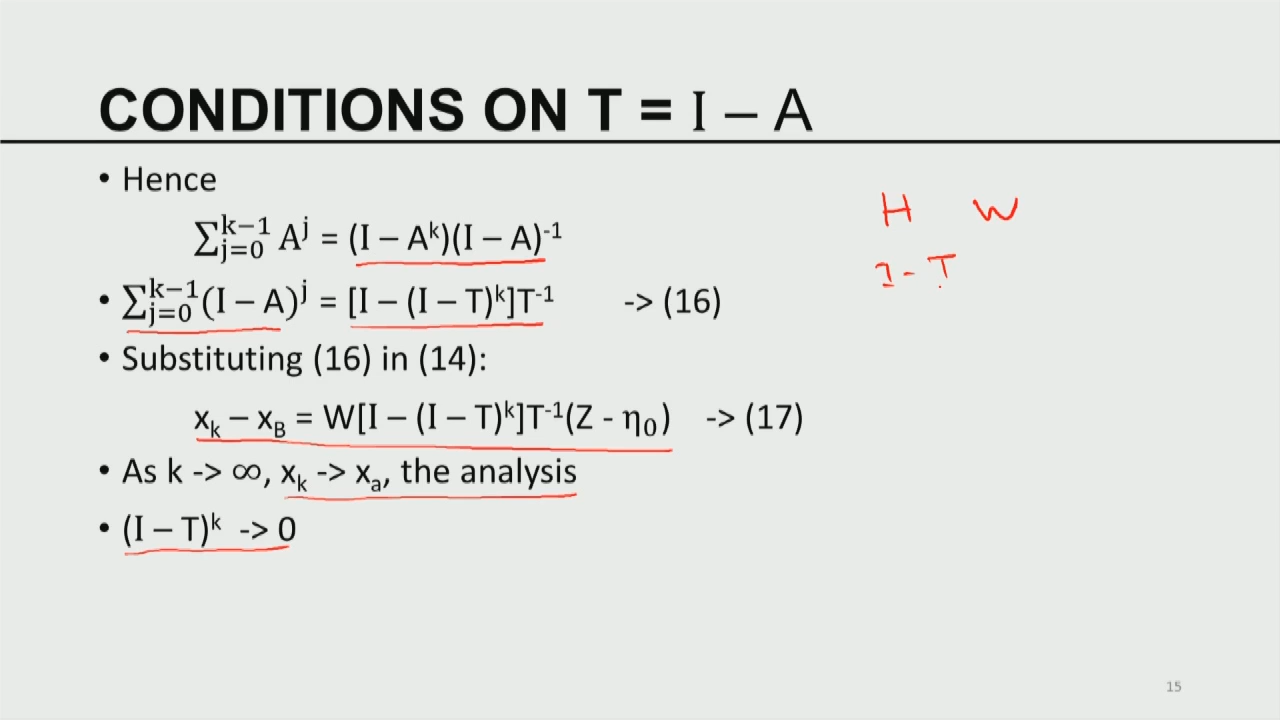 CONDITIONS ON T = I – A
• Hence
∑ⱼ₌₀ᵏ⁻¹ Aʲ = (I – Aᵏ)(I – A)⁻¹
• ∑ⱼ₌₀ᵏ⁻¹(I – A)ʲ = [I – (I – T)ᵏ]T⁻¹ -> (16)
• Substituting (16) in (14):
xₖ – x_B = W[I – (I – T)ᵏ]T⁻¹(Z - η₀) -> (17)
• As k -> ∞, xₖ -> xₐ, the analysis
• (I – T)ᵏ -> 0
H W
I - T
15